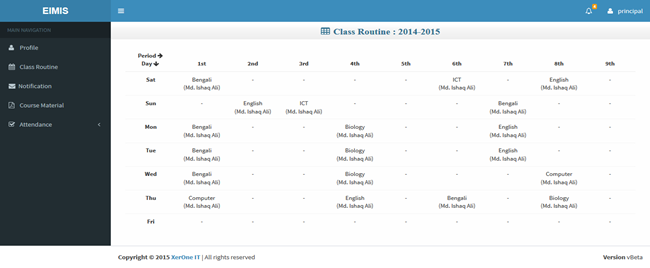 EIMIS
principal
MAIN NAVIGATION
Profile
Class Routine
Notification
Course Material
Attendance
Class Routine : 2014-2015
Period
Day 1st 2nd 3rd 4th 5th 6th 7th 8th 9th
Sat Bengali - - - - ICT - English -
(Md. Ishaq Ali) (Md. Ishaq Ali) (Md. Ishaq Ali)
Sun - English ICT - - - Bengali - -
(Md. Ishaq Ali) (Md. Ishaq Ali) (Md. Ishaq Ali)
Mon Bengali - - Biology - - English - -
(Md. Ishaq Ali) (Md. Ishaq Ali) (Md. Ishaq Ali)
Tue Bengali - - Biology - - English - -
(Md. Ishaq Ali) (Md. Ishaq Ali) (Md. Ishaq Ali)
Wed Bengali - - Biology - - - Computer -
(Md. Ishaq Ali) (Md. Ishaq Ali) (Md. Ishaq Ali)
Thu Computer - - English - Bengali - Biology -
(Md. Ishaq Ali) (Md. Ishaq Ali) (Md. Ishaq Ali) (Md. Ishaq Ali)
Fri - - - - - - - - -
Copyright © 2015 XerOne IT | All rights reserved
Version vBeta